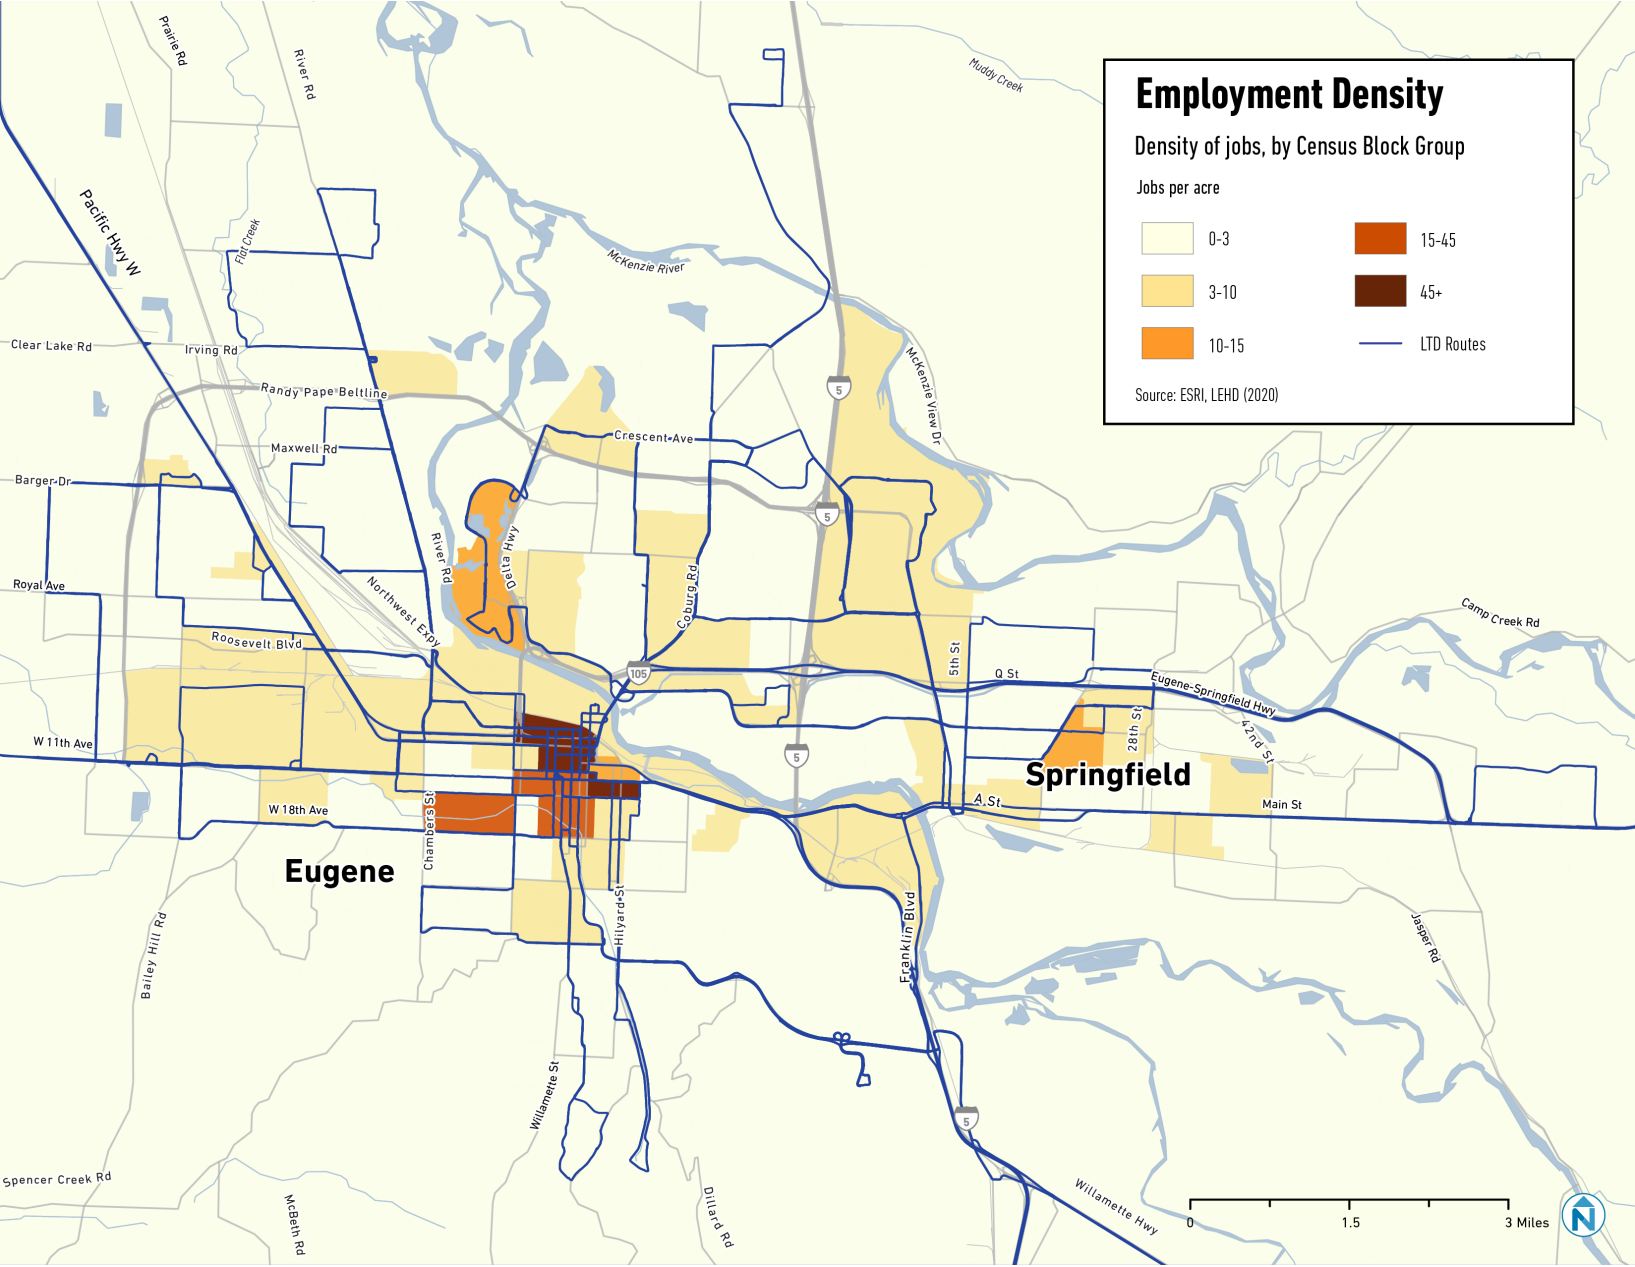 Prairie Rd
River Rd
Muddy Creek
Employment Density
Density of jobs, by Census Block Group
Jobs per acre
0-3
15-45
3-10
45+
10-15
LTD Routes
Source: ESRI, LEHD (2020)
Pacific Hwy W
Flat Creek
McKenzie River
Clear Lake Rd
Irving Rd
Randy Pape Beltline
5
McKenzie View Dr
Crescent Ave
Maxwell Rd
Barger Dr
5
River Rd
Delta Hwy
Royal Ave
Northwest Expy
Coburg Rd
Camp Creek Rd
Roosevelt Blvd
105
5th St
Q St
Eugene-Springfield Hwy
28th St
42nd St
W 11th Ave
5
Springfield
A St
Main St
W 18th Ave
Chambers St
Eugene
Hilyard St
Franklin Blvd
Bailey Hill Rd
Jasper Rd
Willamette St
5
Spencer Creek Rd
McBeth Rd
Dillard Rd
Willamette Hwy
0
1.5
3 Miles
N